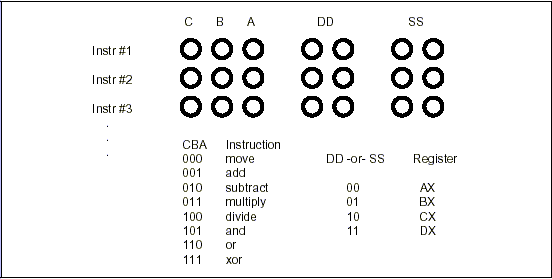 C B A DD SS
Instr #1
Instr #2
Instr #3
.
.
.
CBA Instruction
000 move DD -or- SS Register
001 add
010 subtract 00 AX
011 multiply 01 BX
100 divide 10 CX
101 and 11 DX
110 or
111 xor